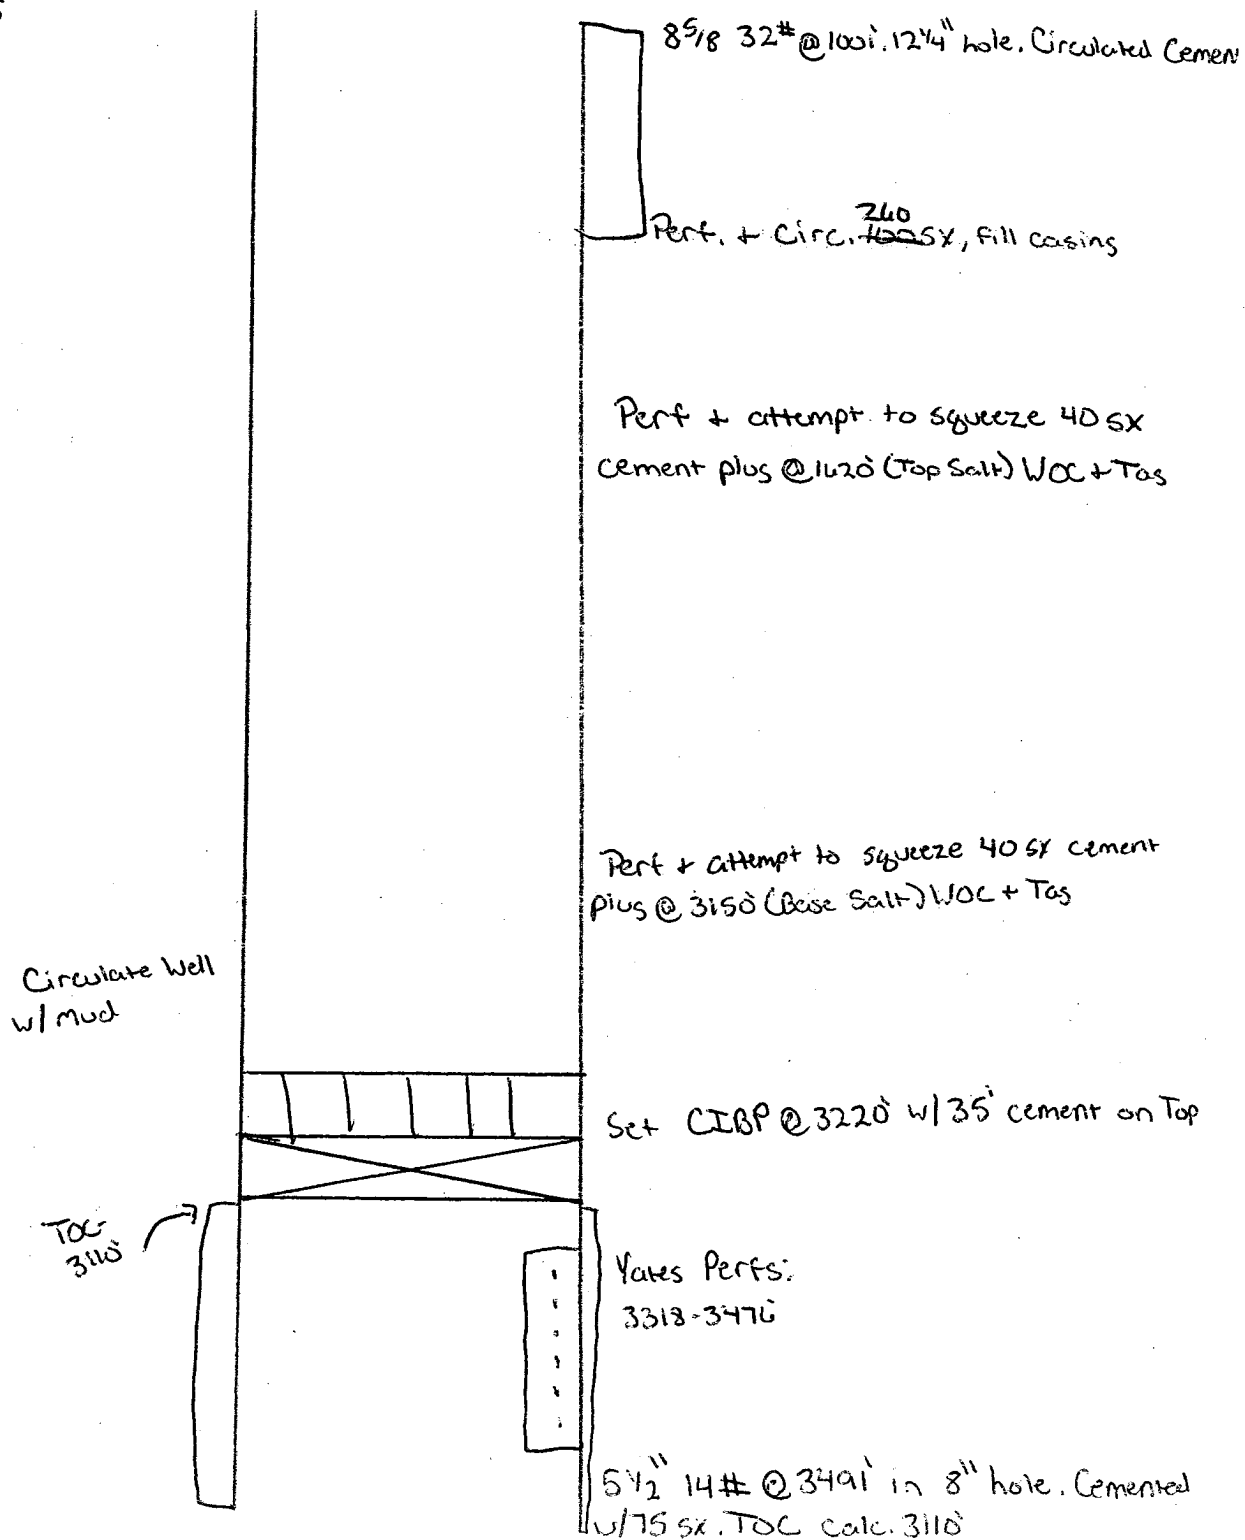 8 5/8 32# @ 1001. 12 1/4" hole. Circulated Cemen
240
Perf. + Circ. 100 sx, fill casing
Perf + attempt to squeeze 40 sx
cement plug @ 1620' (Top Salt) WOC + Tag
Perf + attempt to squeeze 40 sx cement
plug @ 3150' (Base Salt) WOC + Tag
Circulate Well
w/ mud
Set CIBP @ 3220' w/ 35' cement on Top
TOC-
3110'
Yates Perfs:
3318-3476'
5 1/2" 14# @ 3491' in 8" hole. Cemented
w/ 75 sx. TOC calc. 3110'